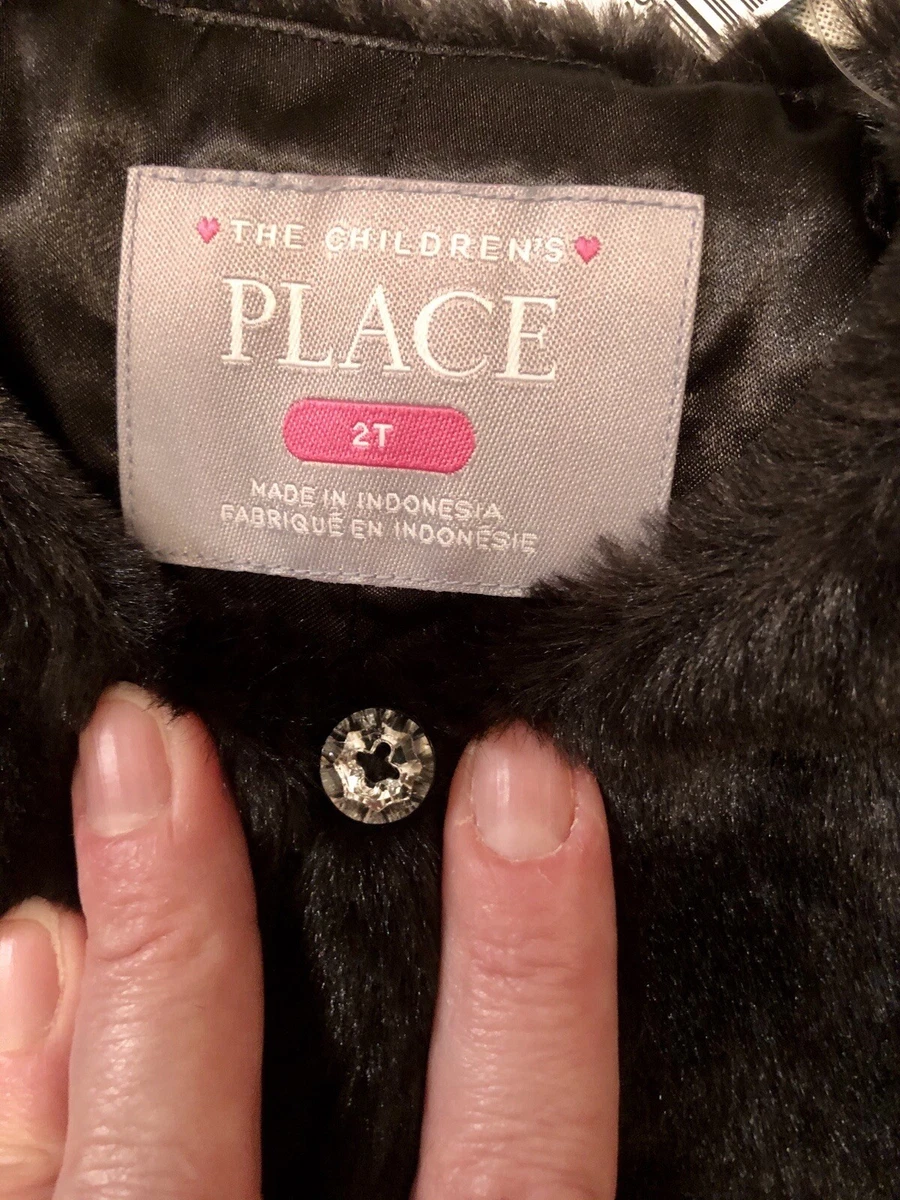 THE CHILDREN'S
PLACE
2T
MADE IN INDONESIA
FABRIQUÉ EN INDONÉSIE